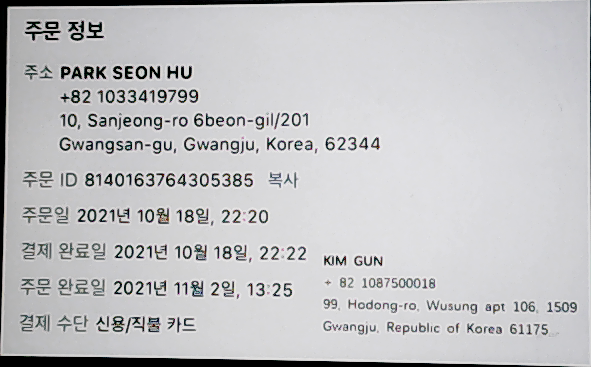 주문 정보
주소 PARK SEON HU
+82 1033419799
10, Sanjeong-ro 6beon-gil/201
Gwangsan-gu, Gwangju, Korea, 62344
주문 ID 8140163764305385 복사
주문일 2021년 10월 18일, 22:20
결제 완료일 2021년 10월 18일, 22:22
주문 완료일 2021년 11월 2일, 13:25
결제 수단 신용/직불 카드
KIM GUN
+ 82 1087500018
99, Hodong-ro, Wusung apt 106, 1509
Gwangju, Republic of Korea 61175